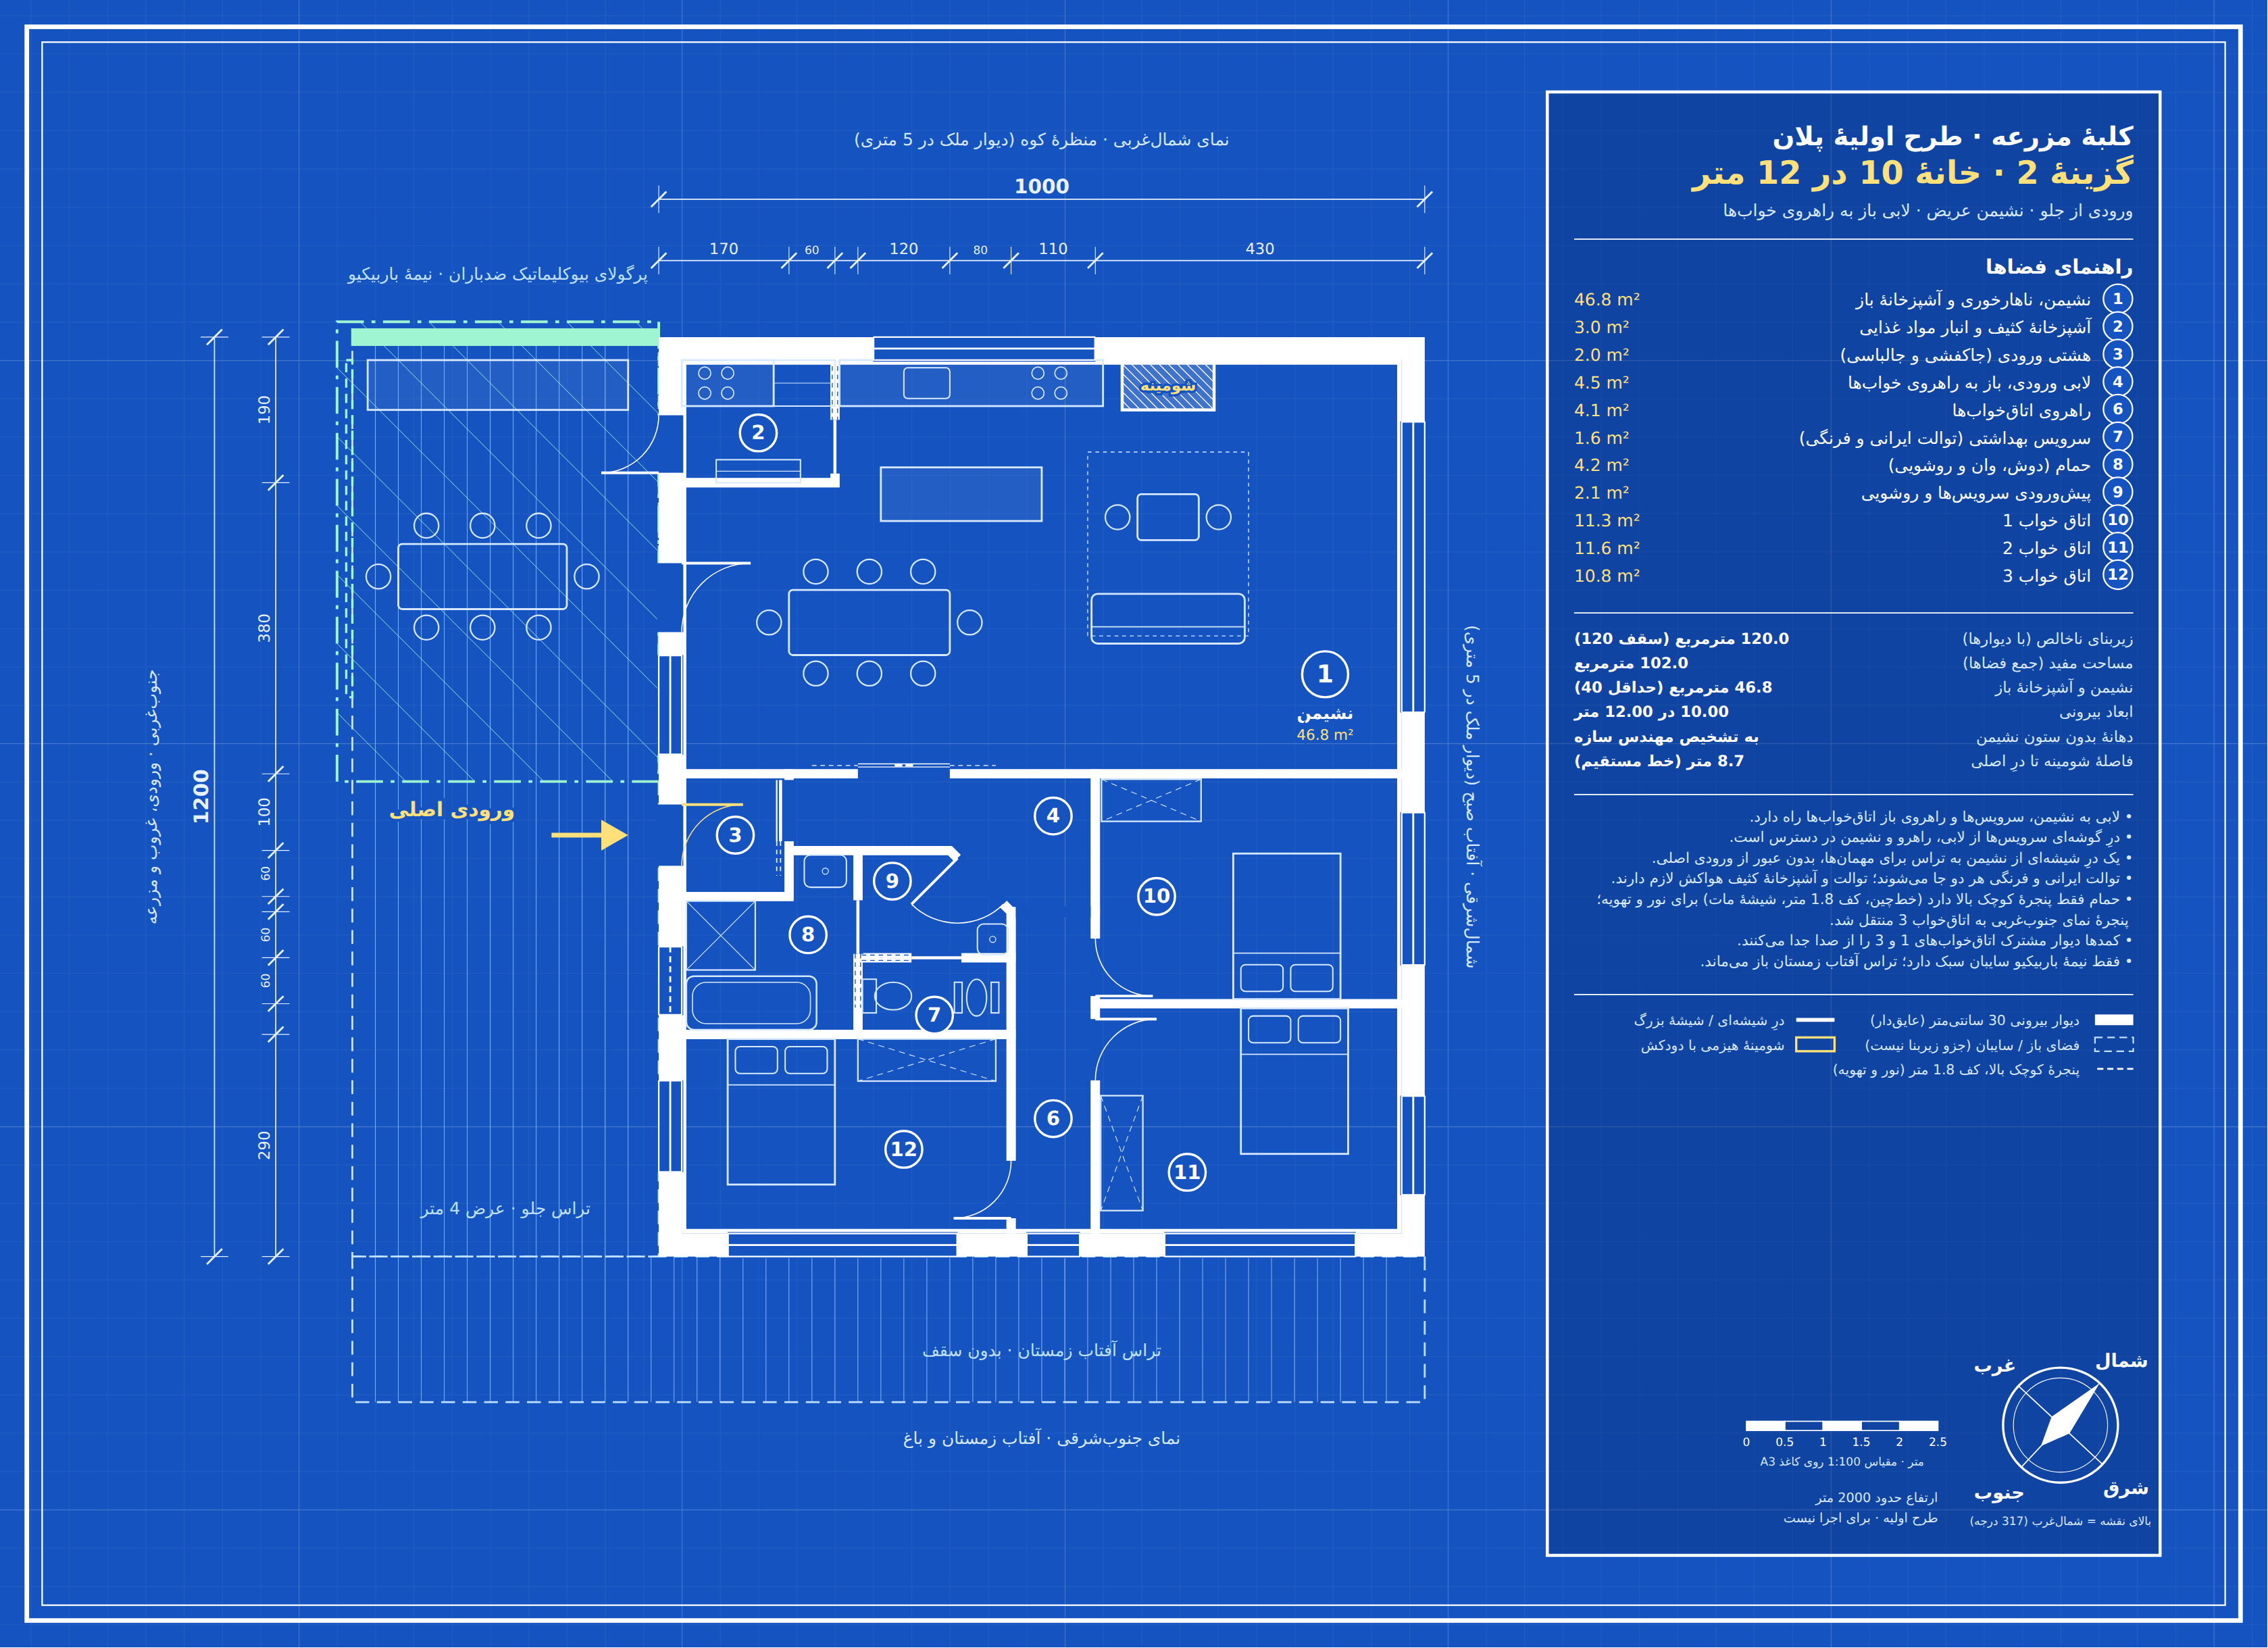 کلبهٔ مزرعه · طرح اولیهٔ پلان
گزینهٔ 2 · خانهٔ 10 در 12 متر
ورودی از جلو · نشیمن عریض · لابی باز به راهروی خواب‌ها
راهنمای فضاها
1 نشیمن، ناهارخوری و آشپزخانهٔ باز 46.8 m²
2 آشپزخانهٔ کثیف و انبار مواد غذایی 3.0 m²
3 هشتی ورودی (جاکفشی و جالباسی) 2.0 m²
4 لابی ورودی، باز به راهروی خواب‌ها 4.5 m²
6 راهروی اتاق‌خواب‌ها 4.1 m²
7 سرویس بهداشتی (توالت ایرانی و فرنگی) 1.6 m²
8 حمام (دوش، وان و روشویی) 4.2 m²
9 پیش‌ورودی سرویس‌ها و روشویی 2.1 m²
10 اتاق خواب 1 11.3 m²
11 اتاق خواب 2 11.6 m²
12 اتاق خواب 3 10.8 m²
زیربنای ناخالص (با دیوارها) 120.0 مترمربع (سقف 120)
مساحت مفید (جمع فضاها) 102.0 مترمربع
نشیمن و آشپزخانهٔ باز 46.8 مترمربع (حداقل 40)
ابعاد بیرونی 10.00 در 12.00 متر
دهانهٔ بدون ستون نشیمن به تشخیص مهندس سازه
فاصلهٔ شومینه تا درِ اصلی 8.7 متر (خط مستقیم)
• لابی به نشیمن، سرویس‌ها و راهروی باز اتاق‌خواب‌ها راه دارد.
• درِ گوشه‌ای سرویس‌ها از لابی، راهرو و نشیمن در دسترس است.
• یک درِ شیشه‌ای از نشیمن به تراس برای مهمان‌ها، بدون عبور از ورودی اصلی.
• توالت ایرانی و فرنگی هر دو جا می‌شوند؛ توالت و آشپزخانهٔ کثیف هواکش لازم دارند.
• حمام فقط پنجرهٔ کوچک بالا دارد (خط‌چین، کف 1.8 متر، شیشهٔ مات) برای نور و تهویه؛
پنجرهٔ نمای جنوب‌غربی به اتاق‌خواب 3 منتقل شد.
• کمدها دیوار مشترک اتاق‌خواب‌های 1 و 3 را از صدا جدا می‌کنند.
• فقط نیمهٔ باربیکیو سایبان سبک دارد؛ تراس آفتاب زمستان باز می‌ماند.
دیوار بیرونی 30 سانتی‌متر (عایق‌دار)
درِ شیشه‌ای / شیشهٔ بزرگ
فضای باز / سایبان (جزو زیربنا نیست)
شومینهٔ هیزمی با دودکش
پنجرهٔ کوچک بالا، کف 1.8 متر (نور و تهویه)
شمال
غرب
شرق
جنوب
بالای نقشه = شمال‌غرب (317 درجه)
0 0.5 1 1.5 2 2.5
متر · مقیاس 1:100 روی کاغذ A3
ارتفاع حدود 2000 متر
طرح اولیه · برای اجرا نیست
نمای شمال‌غربی · منظرهٔ کوه (دیوار ملک در 5 متری)
1000
170 60 120 80 110 430
پرگولای بیوکلیماتیک ضدباران · نیمهٔ باربیکیو
شومینه
2
1
نشیمن
46.8 m²
190
380
100
60
60
60
290
1200
جنوب‌غربی · ورودی، غروب و مزرعه
شمال‌شرقی · آفتاب صبح (دیوار ملک در 5 متری)
ورودی اصلی
3
4
9
10
8
7
6
12
11
تراس جلو · عرض 4 متر
تراس آفتاب زمستان · بدون سقف
نمای جنوب‌شرقی · آفتاب زمستان و باغ